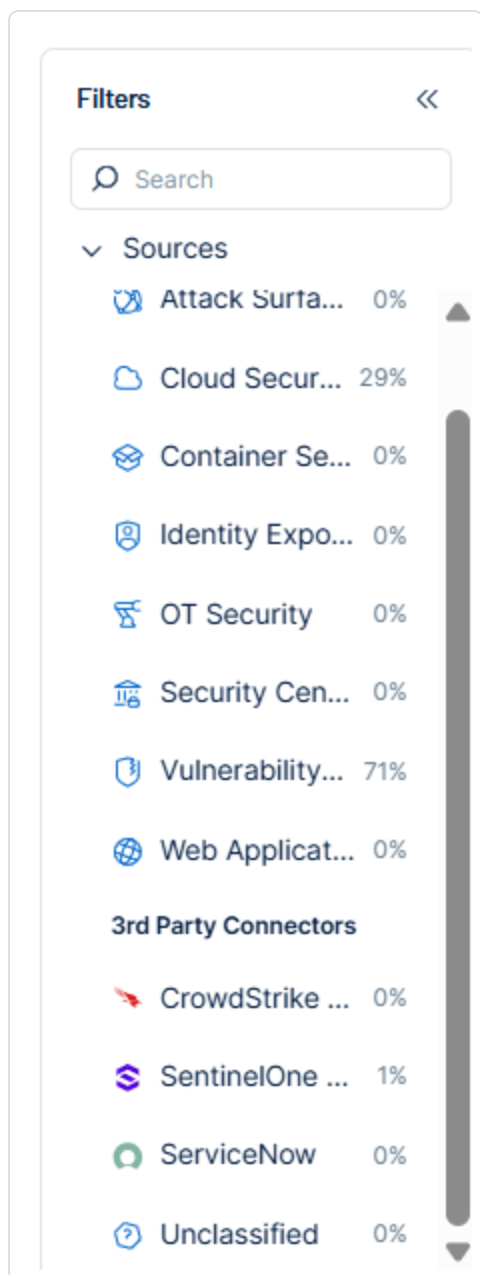 Filters
Search
Sources
Attack Surfa... 0%
Cloud Secur... 29%
Container Se... 0%
Identity Expo... 0%
OT Security 0%
Security Cen... 0%
Vulnerability... 71%
Web Applicat... 0%
3rd Party Connectors
CrowdStrike ... 0%
SentinelOne ... 1%
ServiceNow 0%
Unclassified 0%